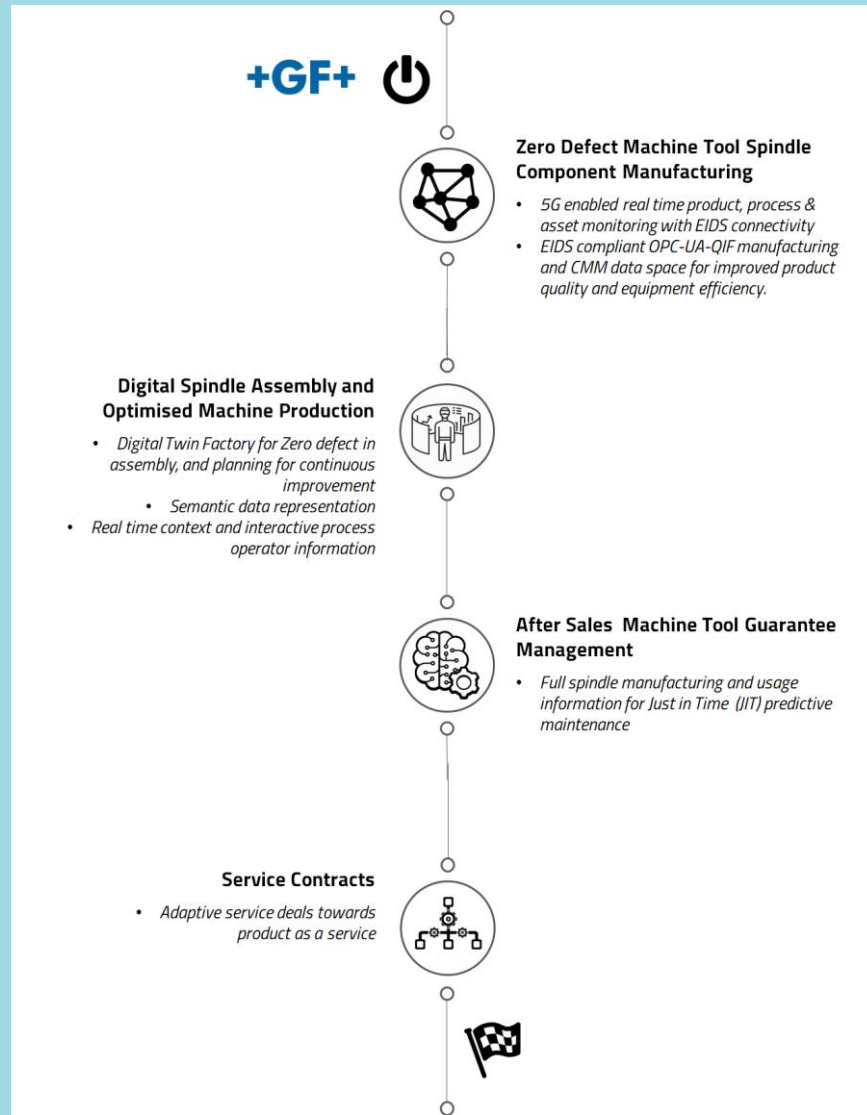 +GF+
Zero Defect Machine Tool Spindle
Component Manufacturing
• 5G enabled real time product, process &
asset monitoring with EIDS connectivity
• EIDS compliant OPC-UA-QIF manufacturing
and CMM data space for improved product
quality and equipment efficiency.
Digital Spindle Assembly and
Optimised Machine Production
• Digital Twin Factory for Zero defect in
assembly, and planning for continuous
improvement
• Semantic data representation
• Real time context and interactive process
operator information
After Sales Machine Tool Guarantee
Management
• Full spindle manufacturing and usage
information for Just in Time (JIT) predictive
maintenance
Service Contracts
• Adaptive service deals towards
product as a service